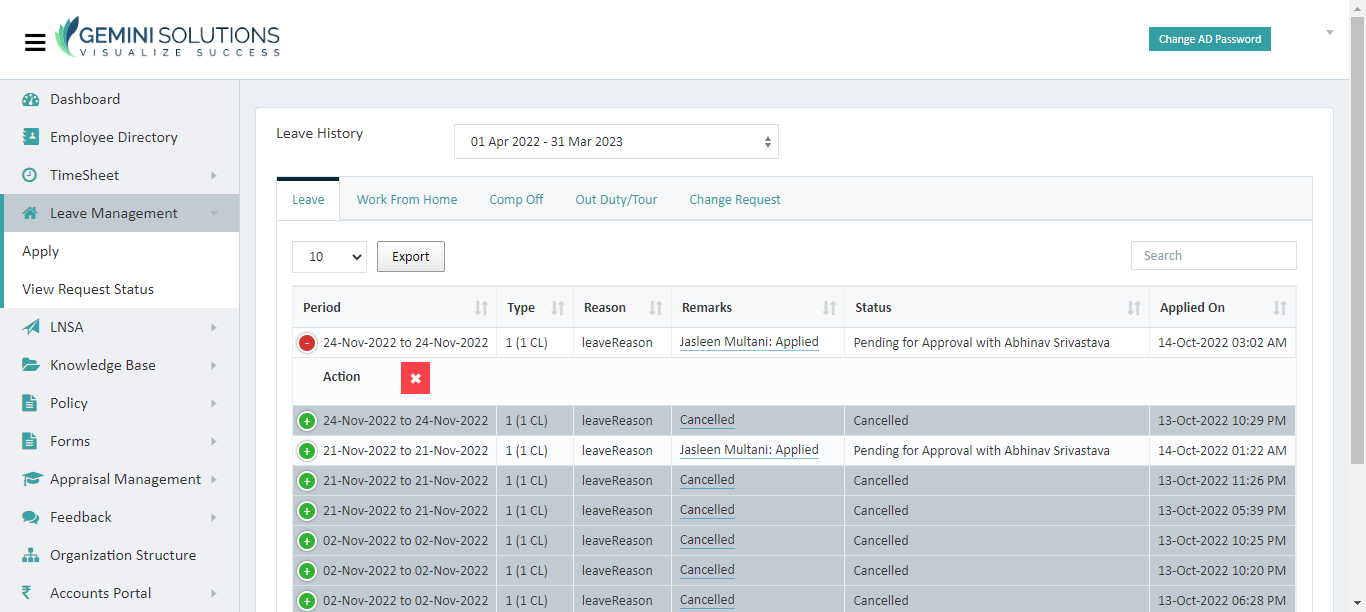 GEMINI SOLUTIONS
VISUALIZE SUCCESS
Change AD Password
Dashboard
Employee Directory
TimeSheet
Leave Management
Apply
View Request Status
LNSA
Knowledge Base
Policy
Forms
Appraisal Management
Feedback
Organization Structure
₹ Accounts Portal
Leave History
01 Apr 2022 - 31 Mar 2023
Leave Work From Home Comp Off Out Duty/Tour Change Request
10 Export Search
Period Type Reason Remarks Status Applied On
24-Nov-2022 to 24-Nov-2022 1 (1 CL) leaveReason Jasleen Multani: Applied Pending for Approval with Abhinav Srivastava 14-Oct-2022 03:02 AM
Action
24-Nov-2022 to 24-Nov-2022 1 (1 CL) leaveReason Cancelled Cancelled 13-Oct-2022 10:29 PM
21-Nov-2022 to 21-Nov-2022 1 (1 CL) leaveReason Jasleen Multani: Applied Pending for Approval with Abhinav Srivastava 14-Oct-2022 01:22 AM
21-Nov-2022 to 21-Nov-2022 1 (1 CL) leaveReason Cancelled Cancelled 13-Oct-2022 11:26 PM
21-Nov-2022 to 21-Nov-2022 1 (1 CL) leaveReason Cancelled Cancelled 13-Oct-2022 05:39 PM
02-Nov-2022 to 02-Nov-2022 1 (1 CL) leaveReason Cancelled Cancelled 13-Oct-2022 10:25 PM
02-Nov-2022 to 02-Nov-2022 1 (1 CL) leaveReason Cancelled Cancelled 13-Oct-2022 10:20 PM
02-Nov-2022 to 02-Nov-2022 1 (1 CL) leaveReason Cancelled Cancelled 13-Oct-2022 06:28 PM